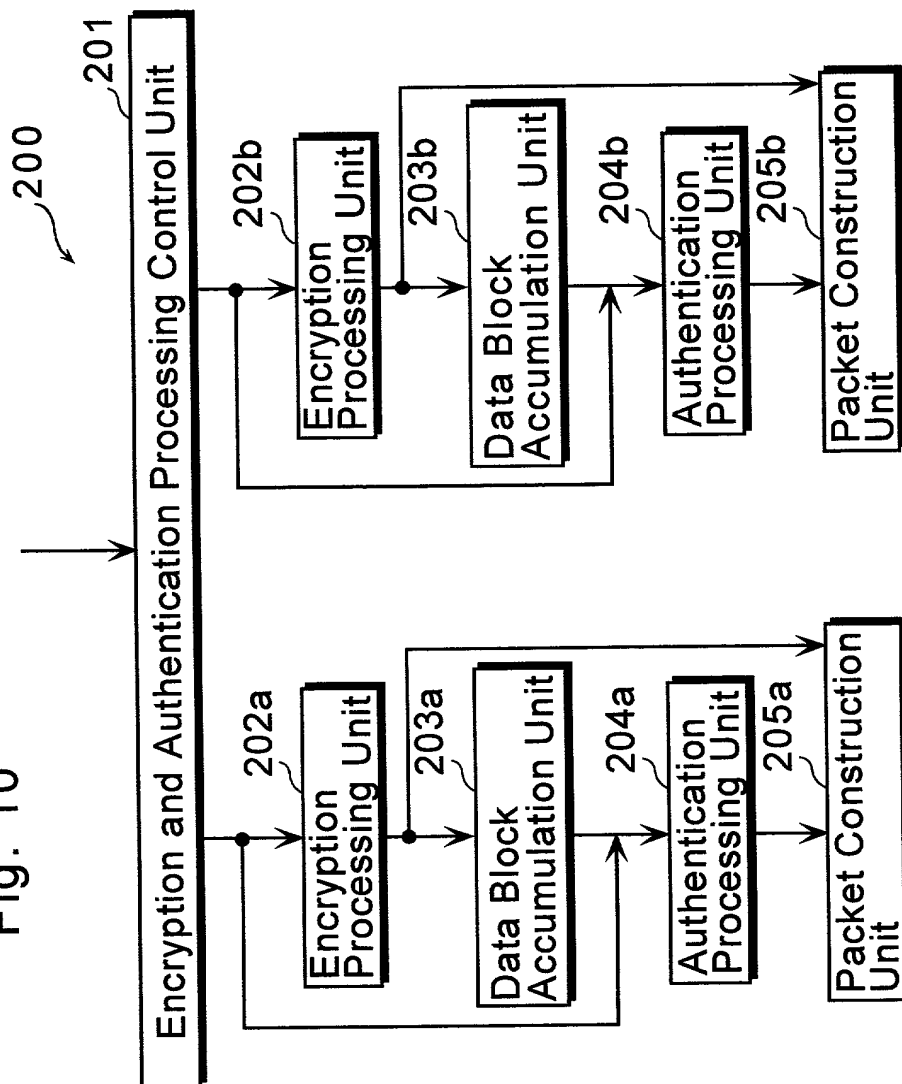 Fig. 10
200
201
Encryption and Authentication Processing Control Unit
202a
Encryption
Processing Unit
203a
Data Block
Accumulation Unit
204a
Authentication
Processing Unit
205a
Packet Construction
Unit
202b
Encryption
Processing Unit
203b
Data Block
Accumulation Unit
204b
Authentication
Processing Unit
205b
Packet Construction
Unit